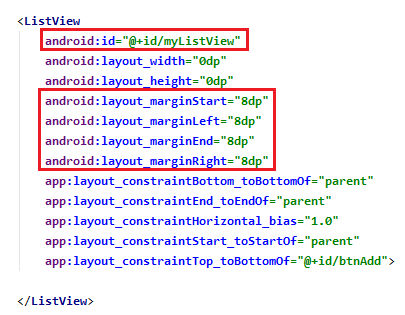 <ListView
android:id="@+id/myListView"
android:layout_width="0dp"
android:layout_height="0dp"
android:layout_marginStart="8dp"
android:layout_marginLeft="8dp"
android:layout_marginEnd="8dp"
android:layout_marginRight="8dp"
app:layout_constraintBottom_toBottomOf="parent"
app:layout_constraintEnd_toEndOf="parent"
app:layout_constraintHorizontal_bias="1.0"
app:layout_constraintStart_toStartOf="parent"
app:layout_constraintTop_toBottomOf="@+id/btnAdd">
</ListView>